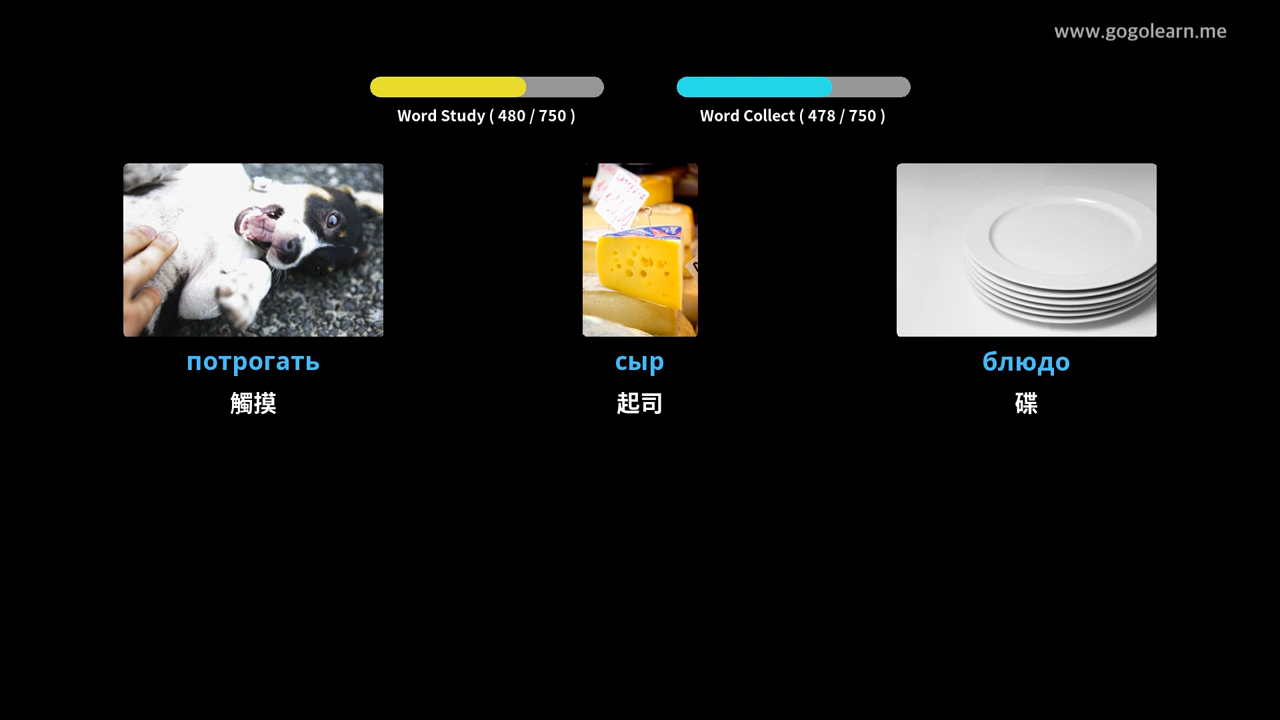 www.gogolearn.me
Word Study ( 480 / 750 )
Word Collect ( 478 / 750 )
потрогать
觸摸
сыр
起司
блюдо
碟